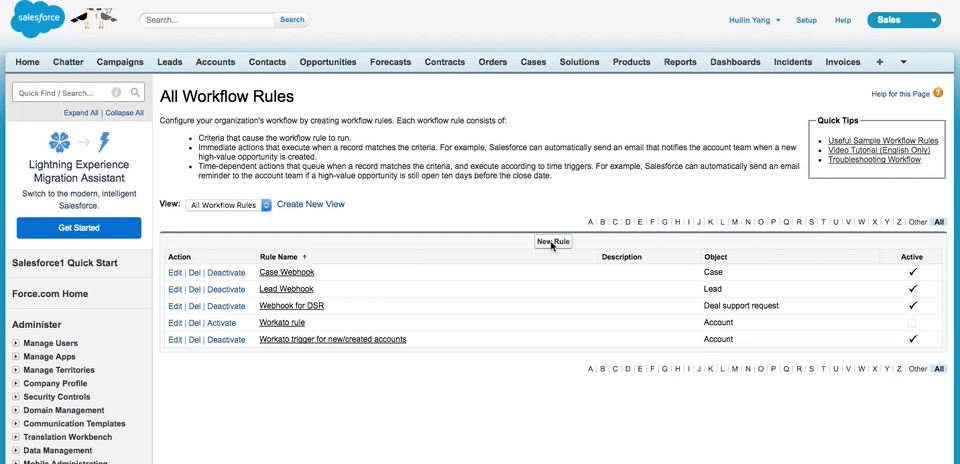 salesforce
17
Search...
Search
Huilin Yang
Setup
Help
Sales
Home Chatter Campaigns Leads Accounts Contacts Opportunities Forecasts Contracts Orders Cases Solutions Products Reports Dashboards Incidents Invoices +
Quick Find / Search...
Expand All | Collapse All
Lightning Experience
Migration Assistant
Switch to the modern, intelligent
Salesforce.
Get Started
Salesforce1 Quick Start
Force.com Home
Administer
Manage Users
Manage Apps
Manage Territories
Company Profile
Security Controls
Domain Management
Communication Templates
Translation Workbench
Data Management
Mobile Administration
All Workflow Rules
Help for this Page ?
Configure your organization's workflow by creating workflow rules. Each workflow rule consists of:
• Criteria that cause the workflow rule to run.
• Immediate actions that execute when a record matches the criteria. For example, Salesforce can automatically send an email that notifies the account team when a new
high-value opportunity is created.
• Time-dependent actions that queue when a record matches the criteria, and execute according to time triggers. For example, Salesforce can automatically send an email
reminder to the account team if a high-value opportunity is still open ten days before the close date.
Quick Tips
• Useful Sample Workflow Rules
• Video Tutorial (English Only)
• Troubleshooting Workflow
View: All Workflow Rules Create New View
A | B | C | D | E | F | G | H | I | J | K | L | M | N | O | P | Q | R | S | T | U | V | W | X | Y | Z | Other | All
New Rule
Action Rule Name ↑ Description Object Active
Edit | Del | Deactivate Case Webhook Case ✓
Edit | Del | Deactivate Lead Webhook Lead ✓
Edit | Del | Deactivate Webhook for DSR Deal support request ✓
Edit | Del | Activate Workato rule Account
Edit | Del | Deactivate Workato trigger for new/created accounts Account ✓
A | B | C | D | E | F | G | H | I | J | K | L | M | N | O | P | Q | R | S | T | U | V | W | X | Y | Z | Other | All